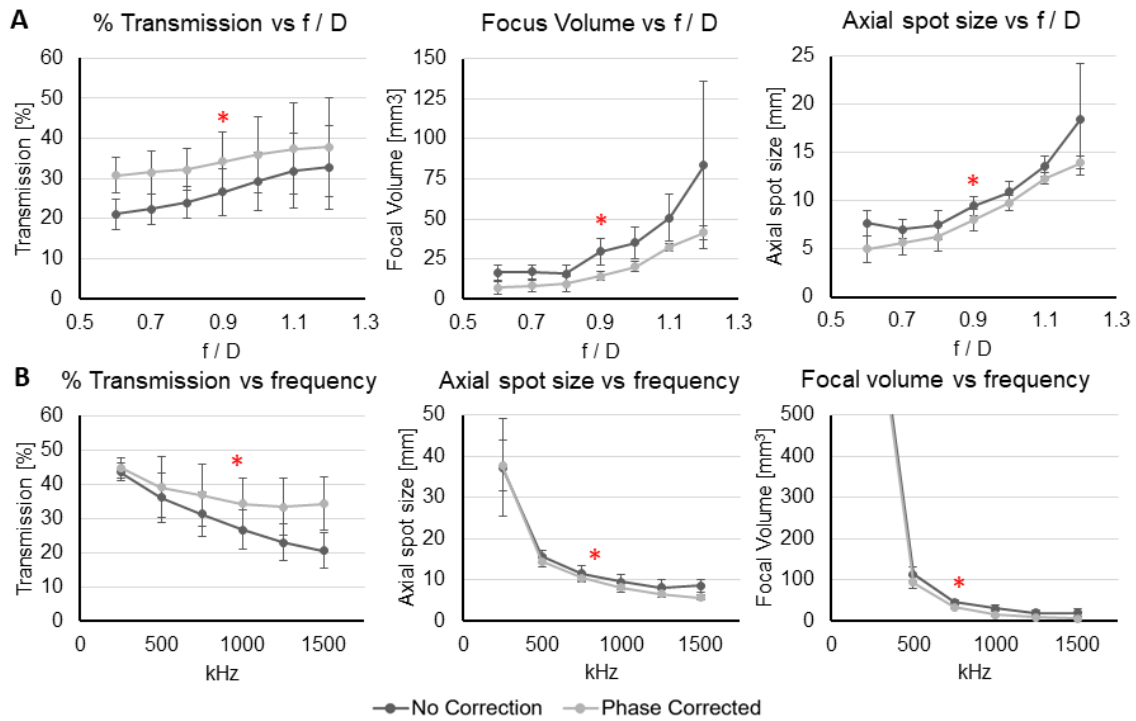 A
% Transmission vs f / D
Focus Volume vs f / D
Axial spot size vs f / D
Transmission [%]
60
50
40
30
20
10
0
*
0.5 0.7 0.9 1.1 1.3
f / D
Focal Volume [mm3]
150
125
100
75
50
25
0
*
0.5 0.7 0.9 1.1 1.3
f / D
Axial spot size [mm]
25
20
15
10
5
0
*
0.5 0.7 0.9 1.1 1.3
f / D
B
% Transmission vs frequency
Axial spot size vs frequency
Focal volume vs frequency
Transmission [%]
60
50
40
30
20
10
0
*
0 500 1000 1500
kHz
Axial spot size [mm]
50
40
30
20
10
0
*
0 500 1000 1500
kHz
Focal Volume [mm³]
500
400
300
200
100
0
*
0 500 1000 1500
kHz
No Correction
Phase Corrected